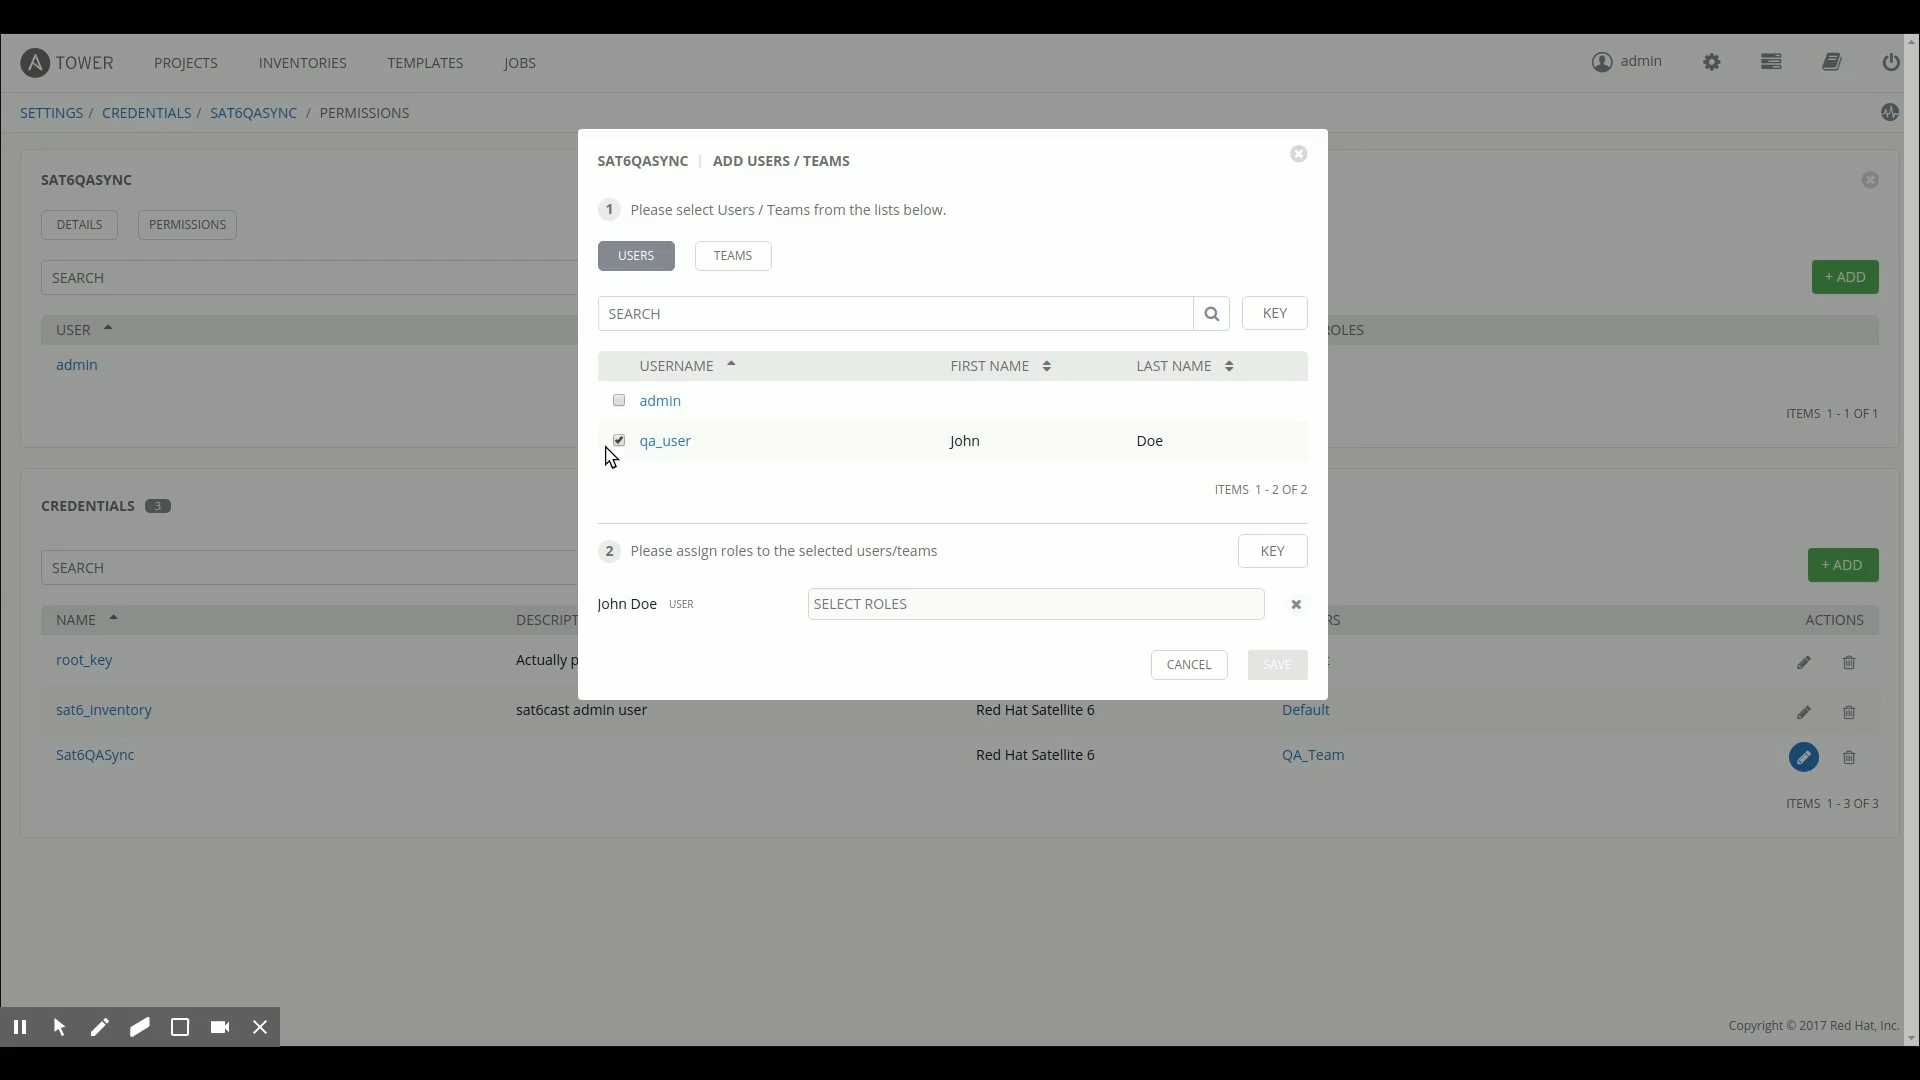 TOWER PROJECTS INVENTORIES TEMPLATES JOBS admin
SETTINGS / CREDENTIALS / SAT6QASYNC / PERMISSIONS
SAT6QASYNC
DETAILS PERMISSIONS
SEARCH
+ ADD
USER
admin
ITEMS 1 - 1 OF 1
SAT6QASYNC | ADD USERS / TEAMS
1 Please select Users / Teams from the lists below.
USERS TEAMS
SEARCH KEY
USERNAME FIRST NAME LAST NAME
admin
qa_user John Doe
ITEMS 1 - 2 OF 2
2 Please assign roles to the selected users/teams KEY
John Doe USER SELECT ROLES
CANCEL SAVE
CREDENTIALS 3
SEARCH
+ ADD
NAME ACTIONS
root_key Actually
sat6_inventory sat6cast admin user Red Hat Satellite 6 Default
Sat6QASync Red Hat Satellite 6 QA_Team
ITEMS 1 - 3 OF 3
Copyright © 2017 Red Hat, Inc.